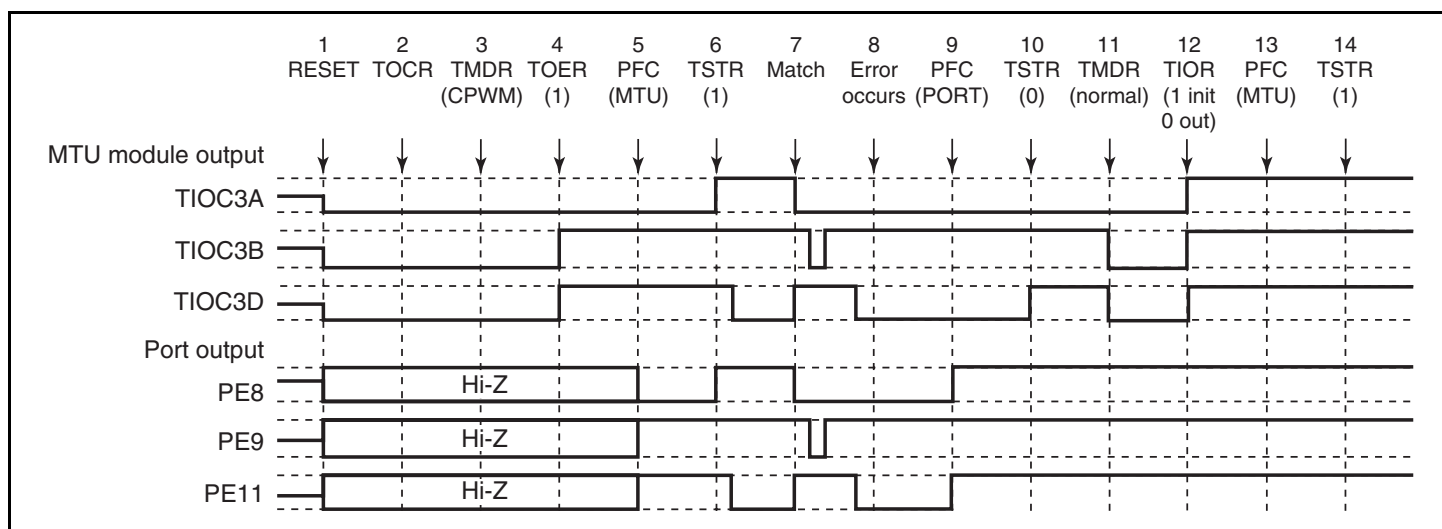 1 2 3 4 5 6 7 8 9 10 11 12 13 14
RESET TOCR TMDR TOER PFC TSTR Match Error PFC TSTR TMDR TIOR PFC TSTR
(CPWM) (1) (MTU) (1) occurs (PORT) (0) (normal) (1 init (MTU) (1)
0 out)
MTU module output
TIOC3A
TIOC3B
TIOC3D
Port output
PE8 Hi-Z
PE9 Hi-Z
PE11 Hi-Z